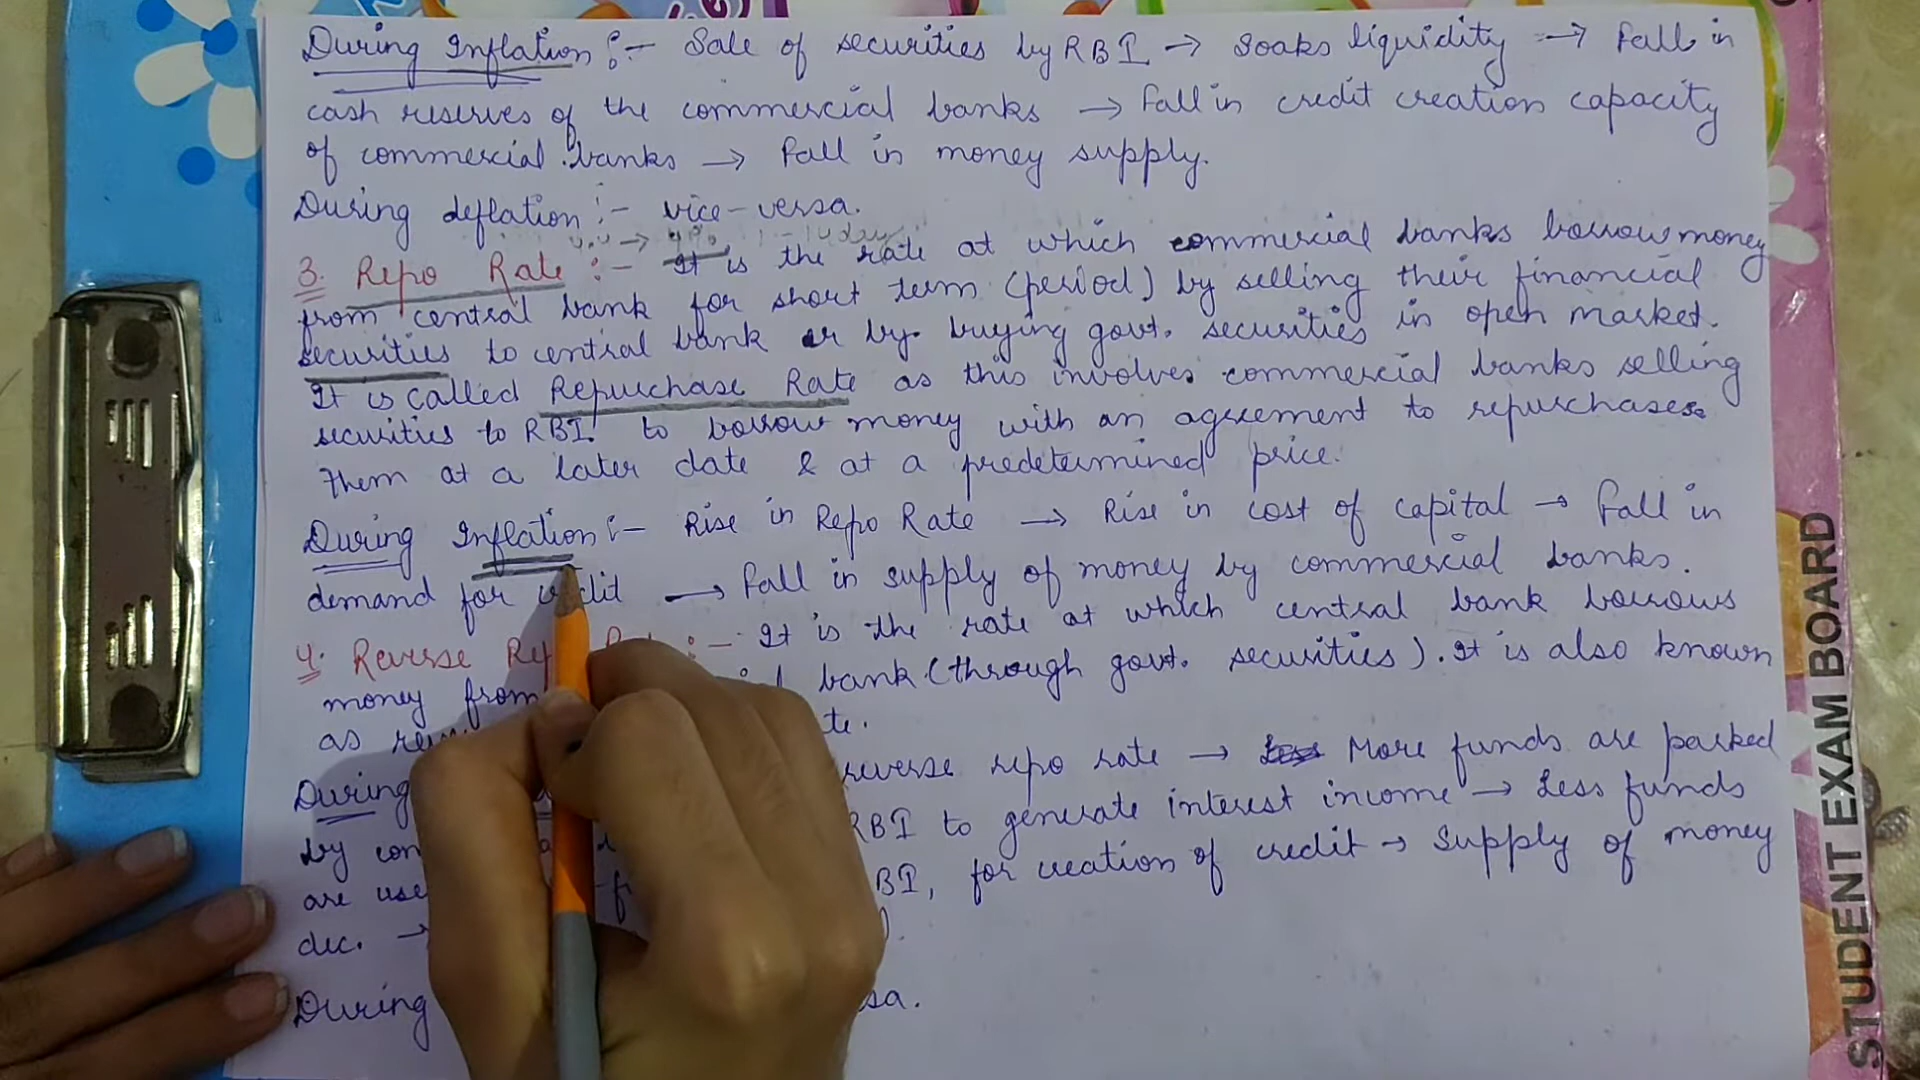 During Inflation :- Sale of securities by RBI → Soaks liquidity → Fall in
cash reserves of the commercial banks → Fall in credit creation capacity
of commercial banks → Fall in money supply.
During deflation :- vice-versa.
3. Repo Rate :- It is the rate at which commercial banks borrow money
from central bank for short term (period) by selling their financial
securities to central bank or by buying govt. securities in open market.
It is called Repurchase Rate as this involves commercial banks selling
securities to RBI to borrow money with an agreement to repurchases
them at a later date & at a predetermined price.
During Inflation :- Rise in Repo Rate → Rise in cost of capital → Fall in
demand for credit → Fall in supply of money by commercial banks.
4. Reverse :- It is the rate at which central bank borrows
money from bank (through govt. securities). It is also known
as
During reverse repo rate → More funds are parked
by RBI to generate interest income → Less funds
are for creation of credit → Supply of money
dec. →
During
STUDENT EXAM BOARD